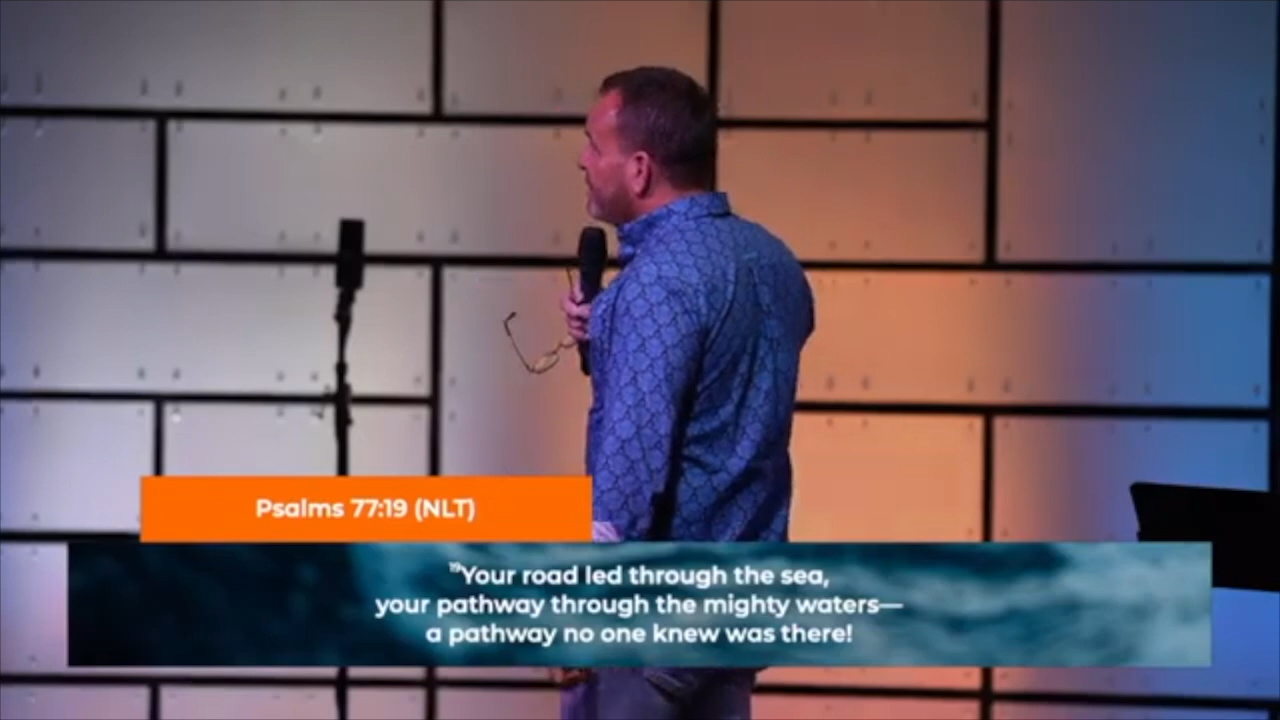 Psalms 77:19 (NLT)
¹⁹Your road led through the sea,
your pathway through the mighty waters—
a pathway no one knew was there!